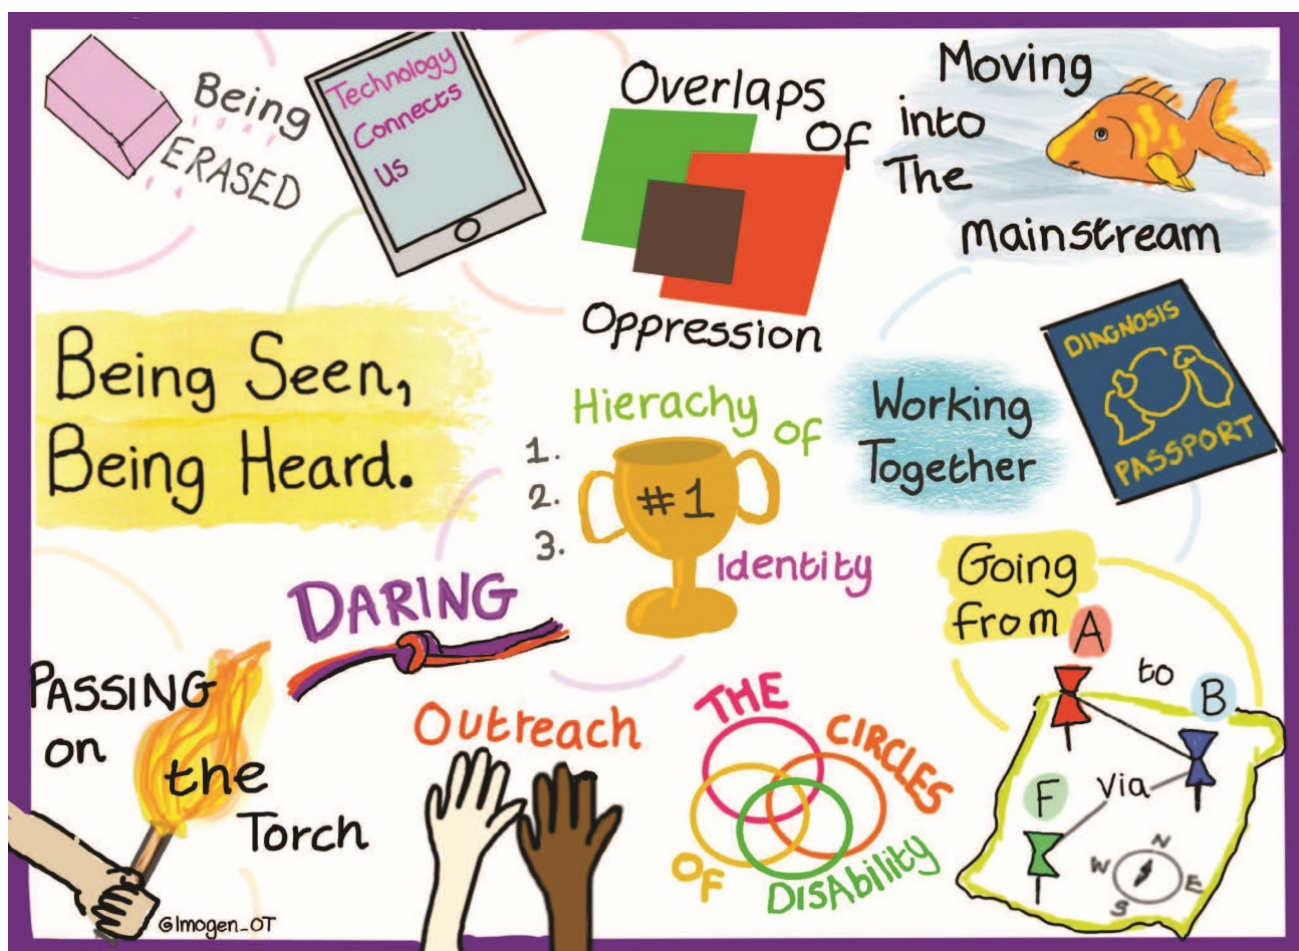 Being
ERASED
Technology
Connects
us
Overlaps
Of
Oppression
Moving
into
The
mainstream
Being Seen,
Being Heard.
Hierachy
of
1.
2.
3.
#1
Identity
Working
Together
DIAGNOSIS
PASSPORT
DARING
Going
from A
to B
Via
F
N
W E
S
PASSING
on
the
Torch
Outreach
THE
CIRCLES
OF
DISAbility
@Imogen_OT